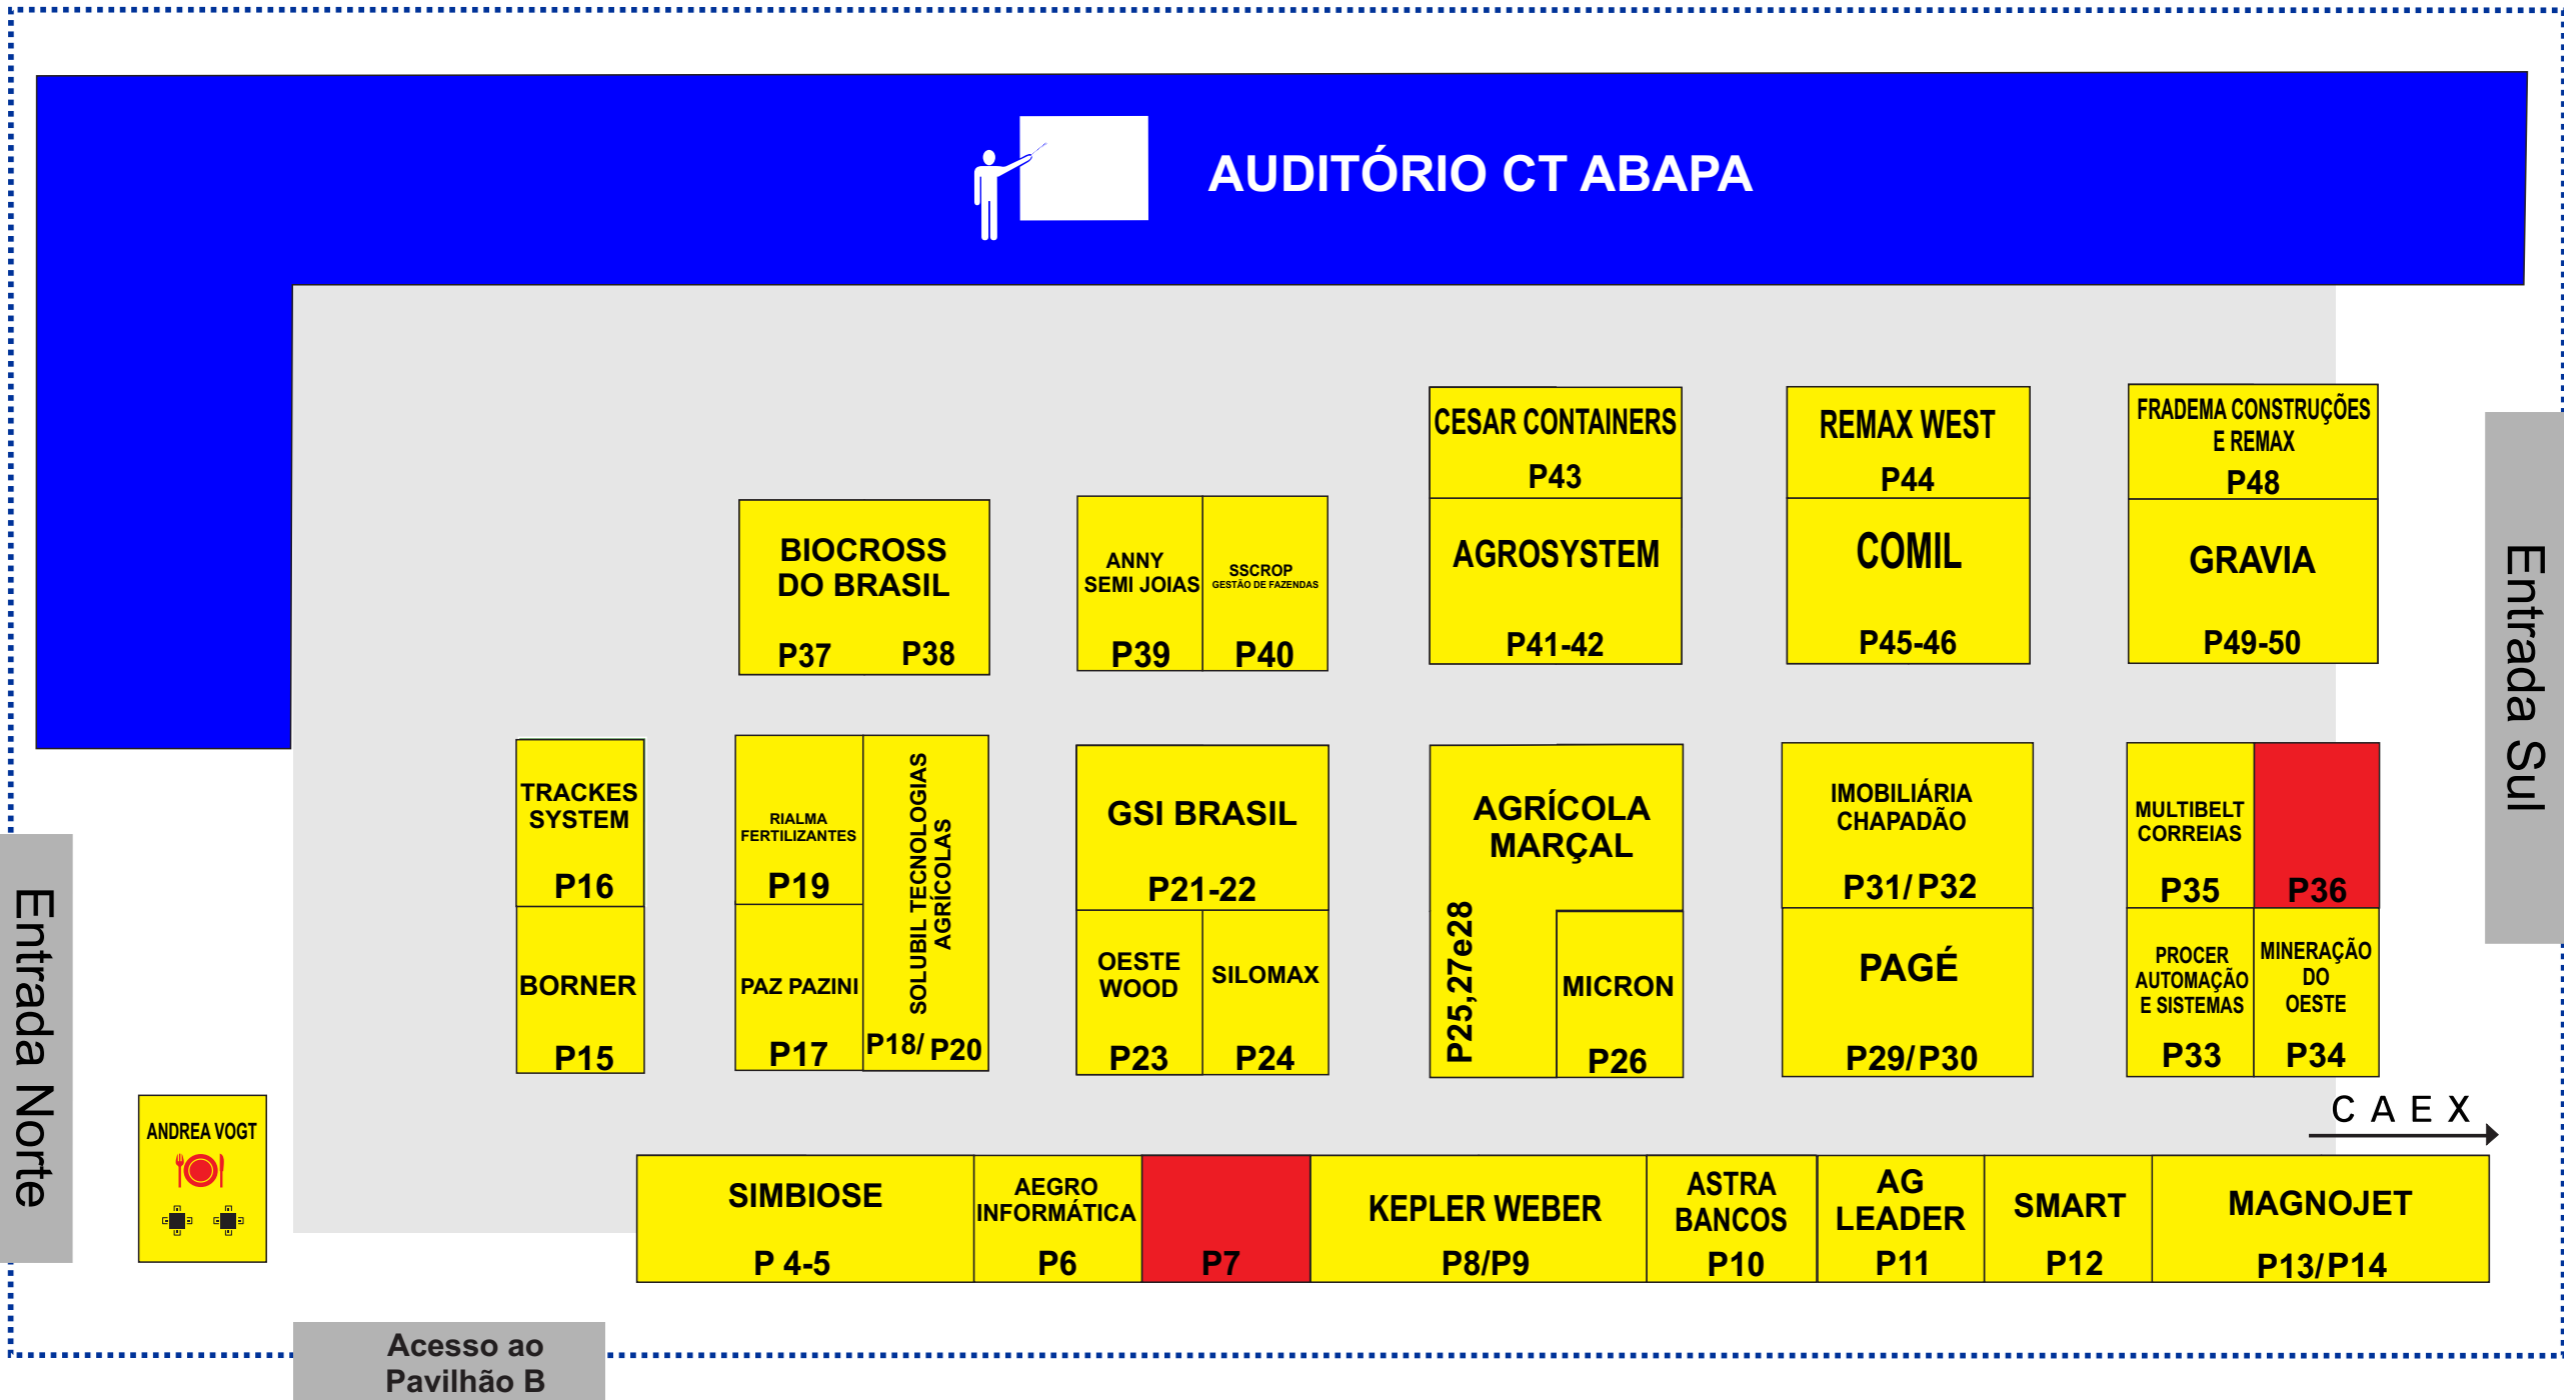 AUDITÓRIO CT ABAPA
CESAR CONTAINERS
P43
REMAX WEST
P44
FRADEMA CONSTRUÇÕES
E REMAX
P48
BIOCROSS
DO BRASIL
P37
P38
ANNY
SEMI JOIAS
P39
SSCROP
GESTÃO DE FAZENDAS
P40
AGROSYSTEM
P41-42
COMIL
P45-46
GRAVIA
P49-50
Entrada Sul
TRACKES
SYSTEM
P16
RIALMA
FERTILIZANTES
P19
SOLUBIL TECNOLOGIAS
AGRÍCOLAS
P18/ P20
GSI BRASIL
P21-22
AGRÍCOLA
MARÇAL
P25,27e28
IMOBILIÁRIA
CHAPADÃO
P31/ P32
MULTIBELT
CORREIAS
P35
P36
BORNER
P15
PAZ PAZINI
P17
OESTE
WOOD
P23
SILOMAX
P24
MICRON
P26
PAGÉ
P29/P30
PROCER
AUTOMAÇÃO
E SISTEMAS
P33
MINERAÇÃO
DO
OESTE
P34
Entrada Norte
ANDREA VOGT
CAEX
SIMBIOSE
P 4-5
AEGRO
INFORMÁTICA
P6
P7
KEPLER WEBER
P8/P9
ASTRA
BANCOS
P10
AG
LEADER
P11
SMART
P12
MAGNOJET
P13/P14
Acesso ao
Pavilhão B